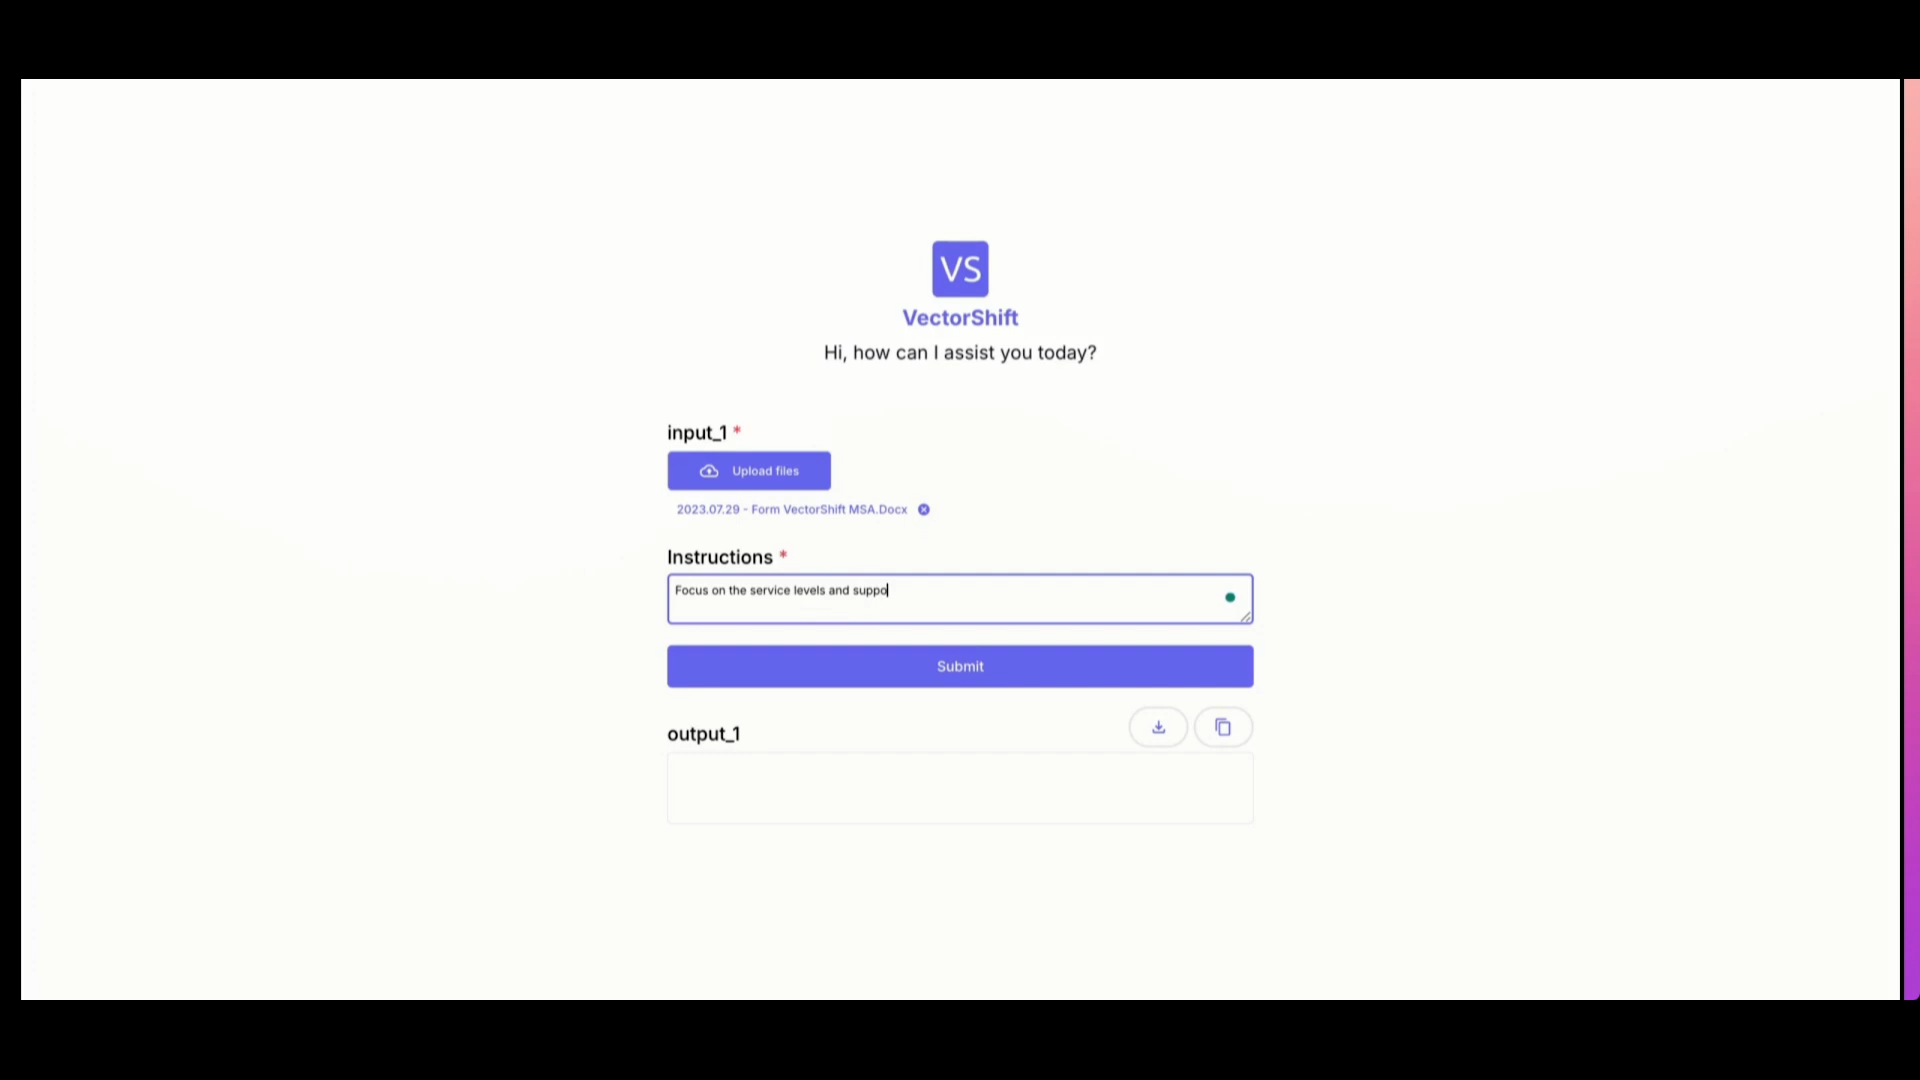 VS
VectorShift
Hi, how can I assist you today?
input_1 *
Upload files
2023.07.29 - Form VectorShift MSA.Docx
Instructions *
Focus on the service levels and suppo
Submit
output_1